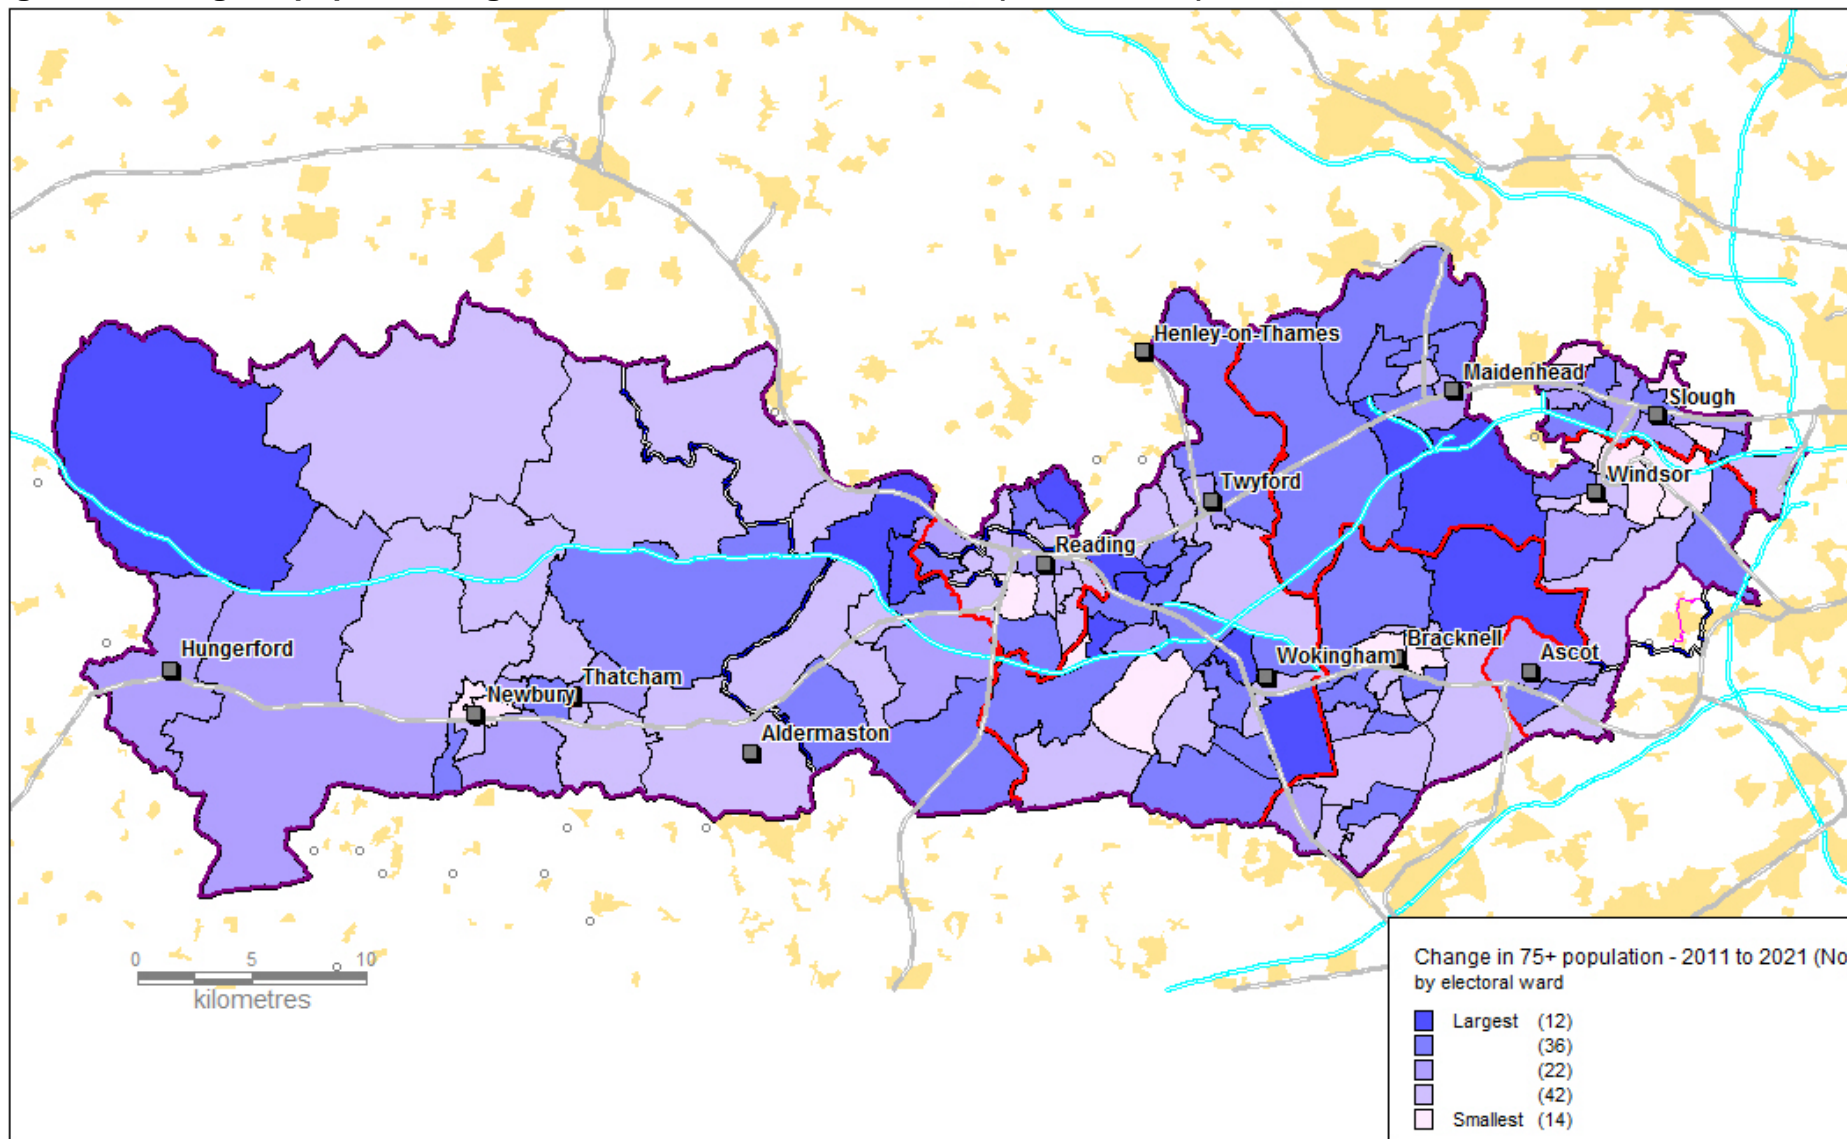 Henley-on-Thames
Maidenhead
Slough
Windsor
Twyford
Reading
Hungerford
Thatcham
Newbury
Aldermaston
Wokingham
Bracknell
Ascot
0 5 10
kilometres
Change in 75+ population - 2011 to 2021 (No
by electoral ward
Largest (12)
(36)
(22)
(42)
Smallest (14)